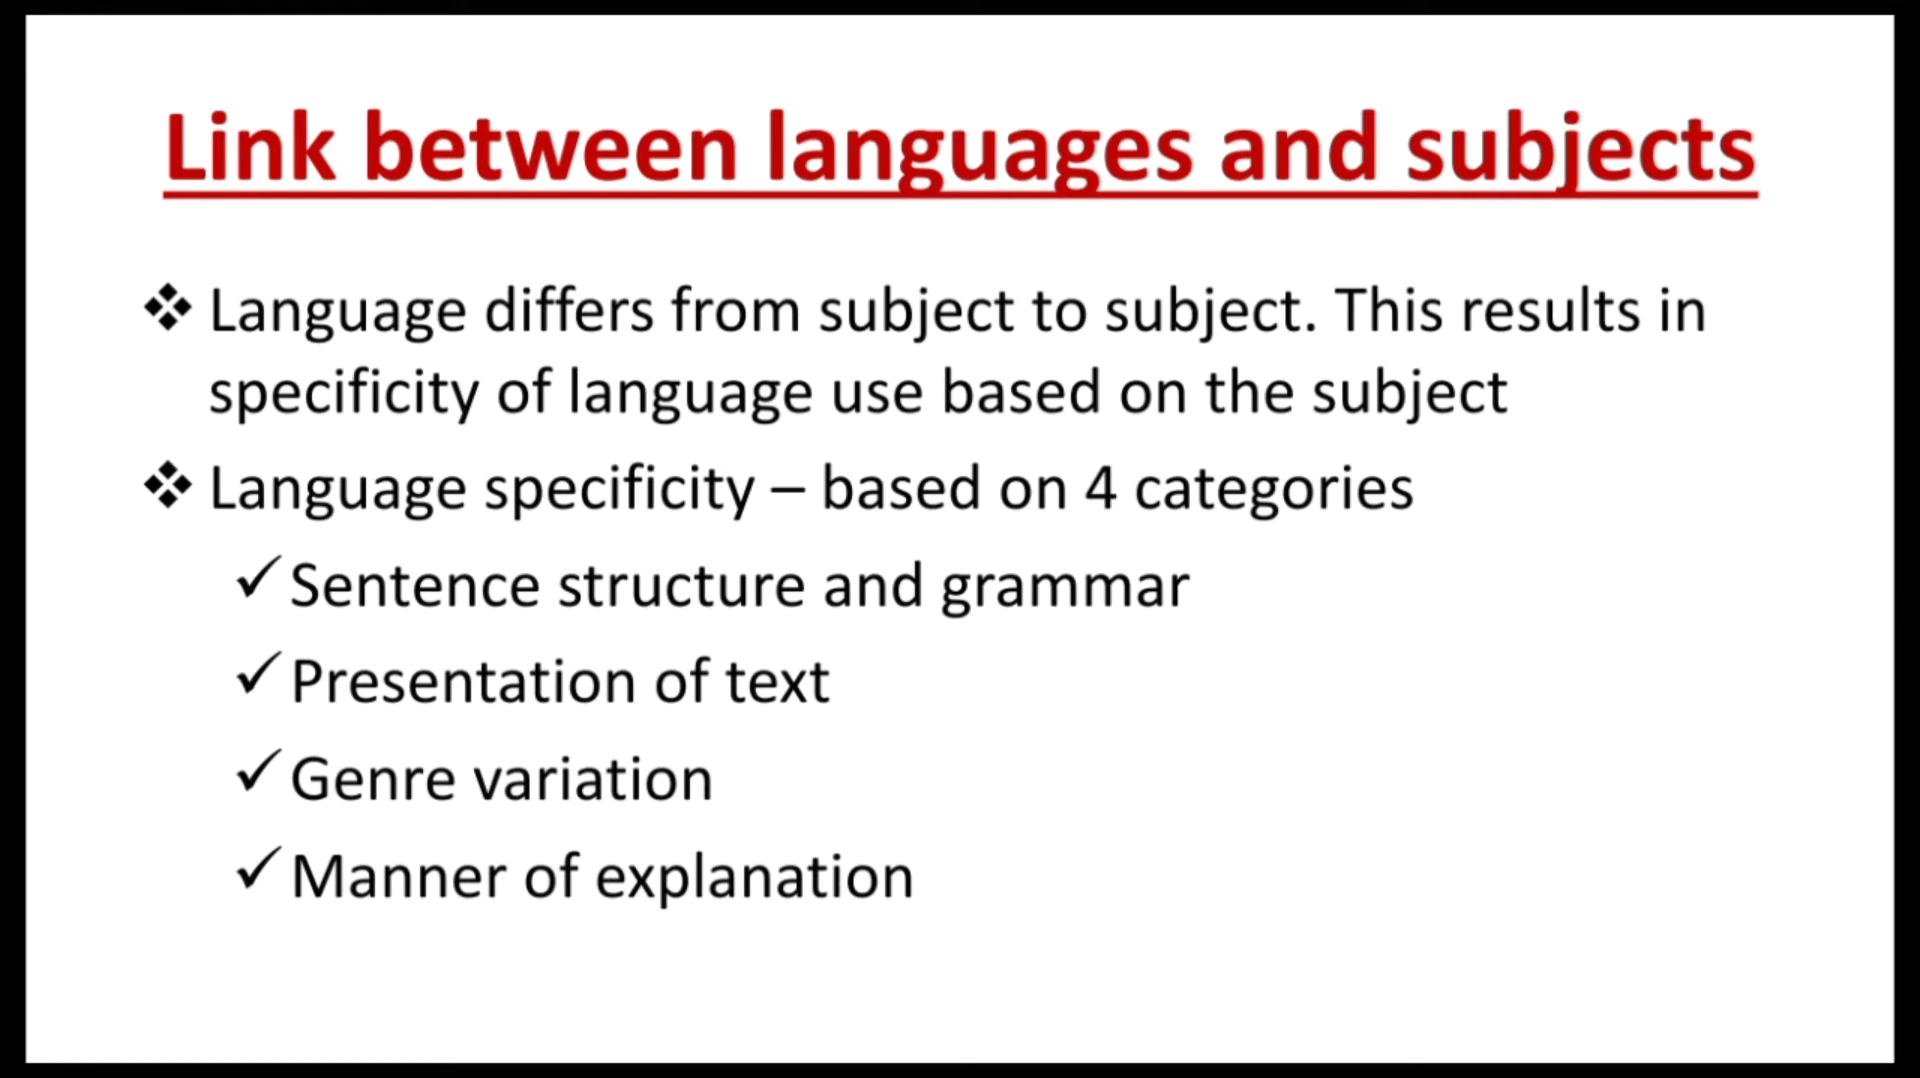 Link between languages and subjects
❖ Language differs from subject to subject. This results in
specificity of language use based on the subject
❖ Language specificity – based on 4 categories
✓ Sentence structure and grammar
✓ Presentation of text
✓ Genre variation
✓ Manner of explanation